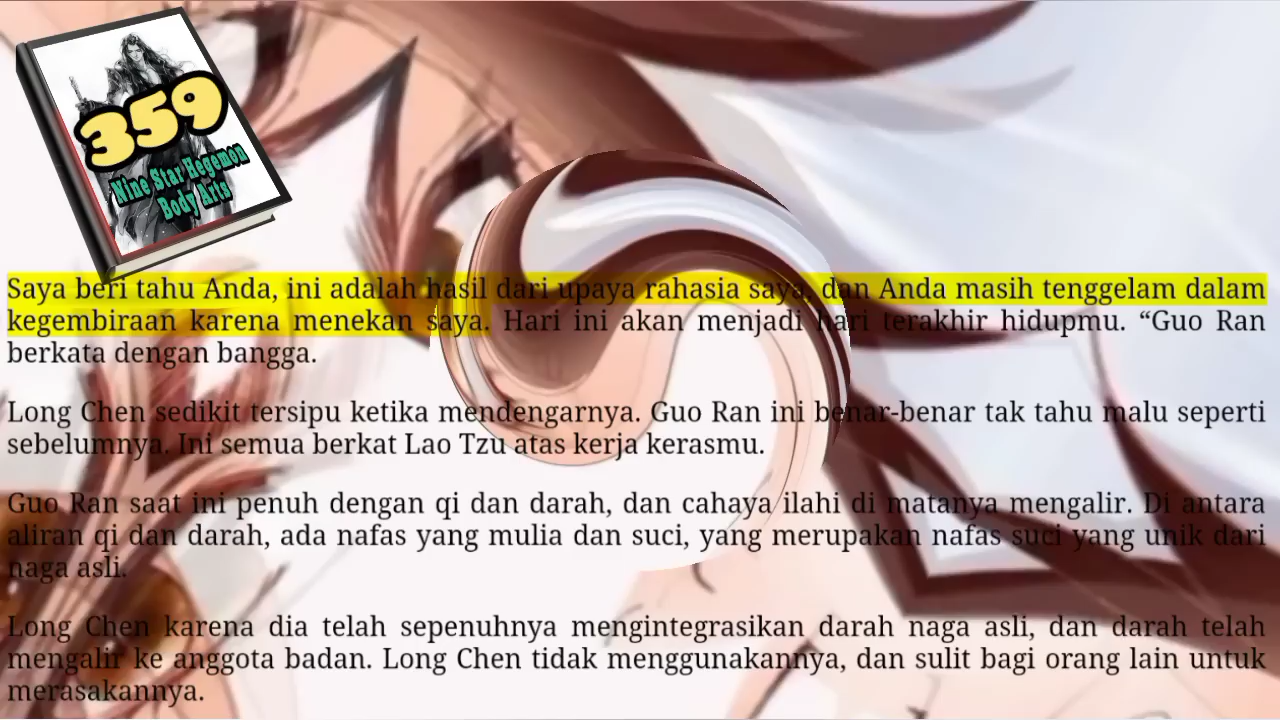 359
Nine Star Hegemon
Body Arts
Saya beri tahu Anda, ini adalah hasil dari upaya rahasia saya, dan Anda masih tenggelam dalam
kegembiraan karena menekan saya. Hari ini akan menjadi hari terakhir hidupmu. “Guo Ran
berkata dengan bangga.
Long Chen sedikit tersipu ketika mendengarnya. Guo Ran ini benar-benar tak tahu malu seperti
sebelumnya. Ini semua berkat Lao Tzu atas kerja kerasmu.
Guo Ran saat ini penuh dengan qi dan darah, dan cahaya ilahi di matanya mengalir. Di antara
aliran qi dan darah, ada nafas yang mulia dan suci, yang merupakan nafas suci yang unik dari
naga asli.
Long Chen karena dia telah sepenuhnya mengintegrasikan darah naga asli, dan darah telah
mengalir ke anggota badan. Long Chen tidak menggunakannya, dan sulit bagi orang lain untuk
merasakannya.